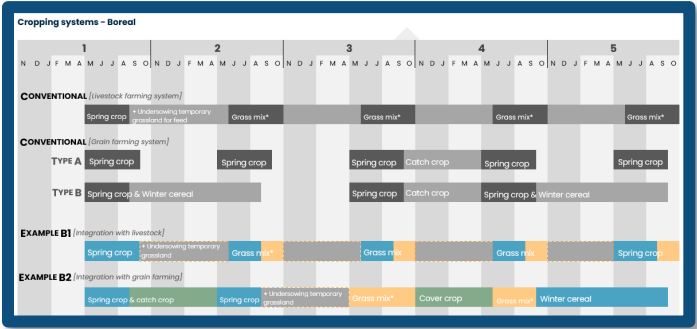 Cropping systems - Boreal
1 2 3 4 5
N D J F M A M J J A S O N D J F M A M J J A S O N D J F M A M J J A S O N D J F M A M J J A S O N D J F M A M J J A S O
CONVENTIONAL [Livestock farming system]
Spring crop + Undersowing temporary grassland for feed Grass mix* Grass mix* Grass mix* Grass mix*
CONVENTIONAL [Grain farming system]
TYPE A Spring crop Spring crop Spring crop Catch crop Spring crop Spring crop
TYPE B Spring crop & Winter cereal Spring crop Catch crop Spring crop & Winter cereal
EXAMPLE B1 [Integration with livestock]
Spring crop + Undersowing temporary grassland Grass mix* Grass mix Grass mix Spring crop
EXAMPLE B2 [Integration with grain farming]
Spring crop & catch crop Spring crop + Undersowing temporary grassland Grass mix* Cover crop Grass mix* Winter cereal